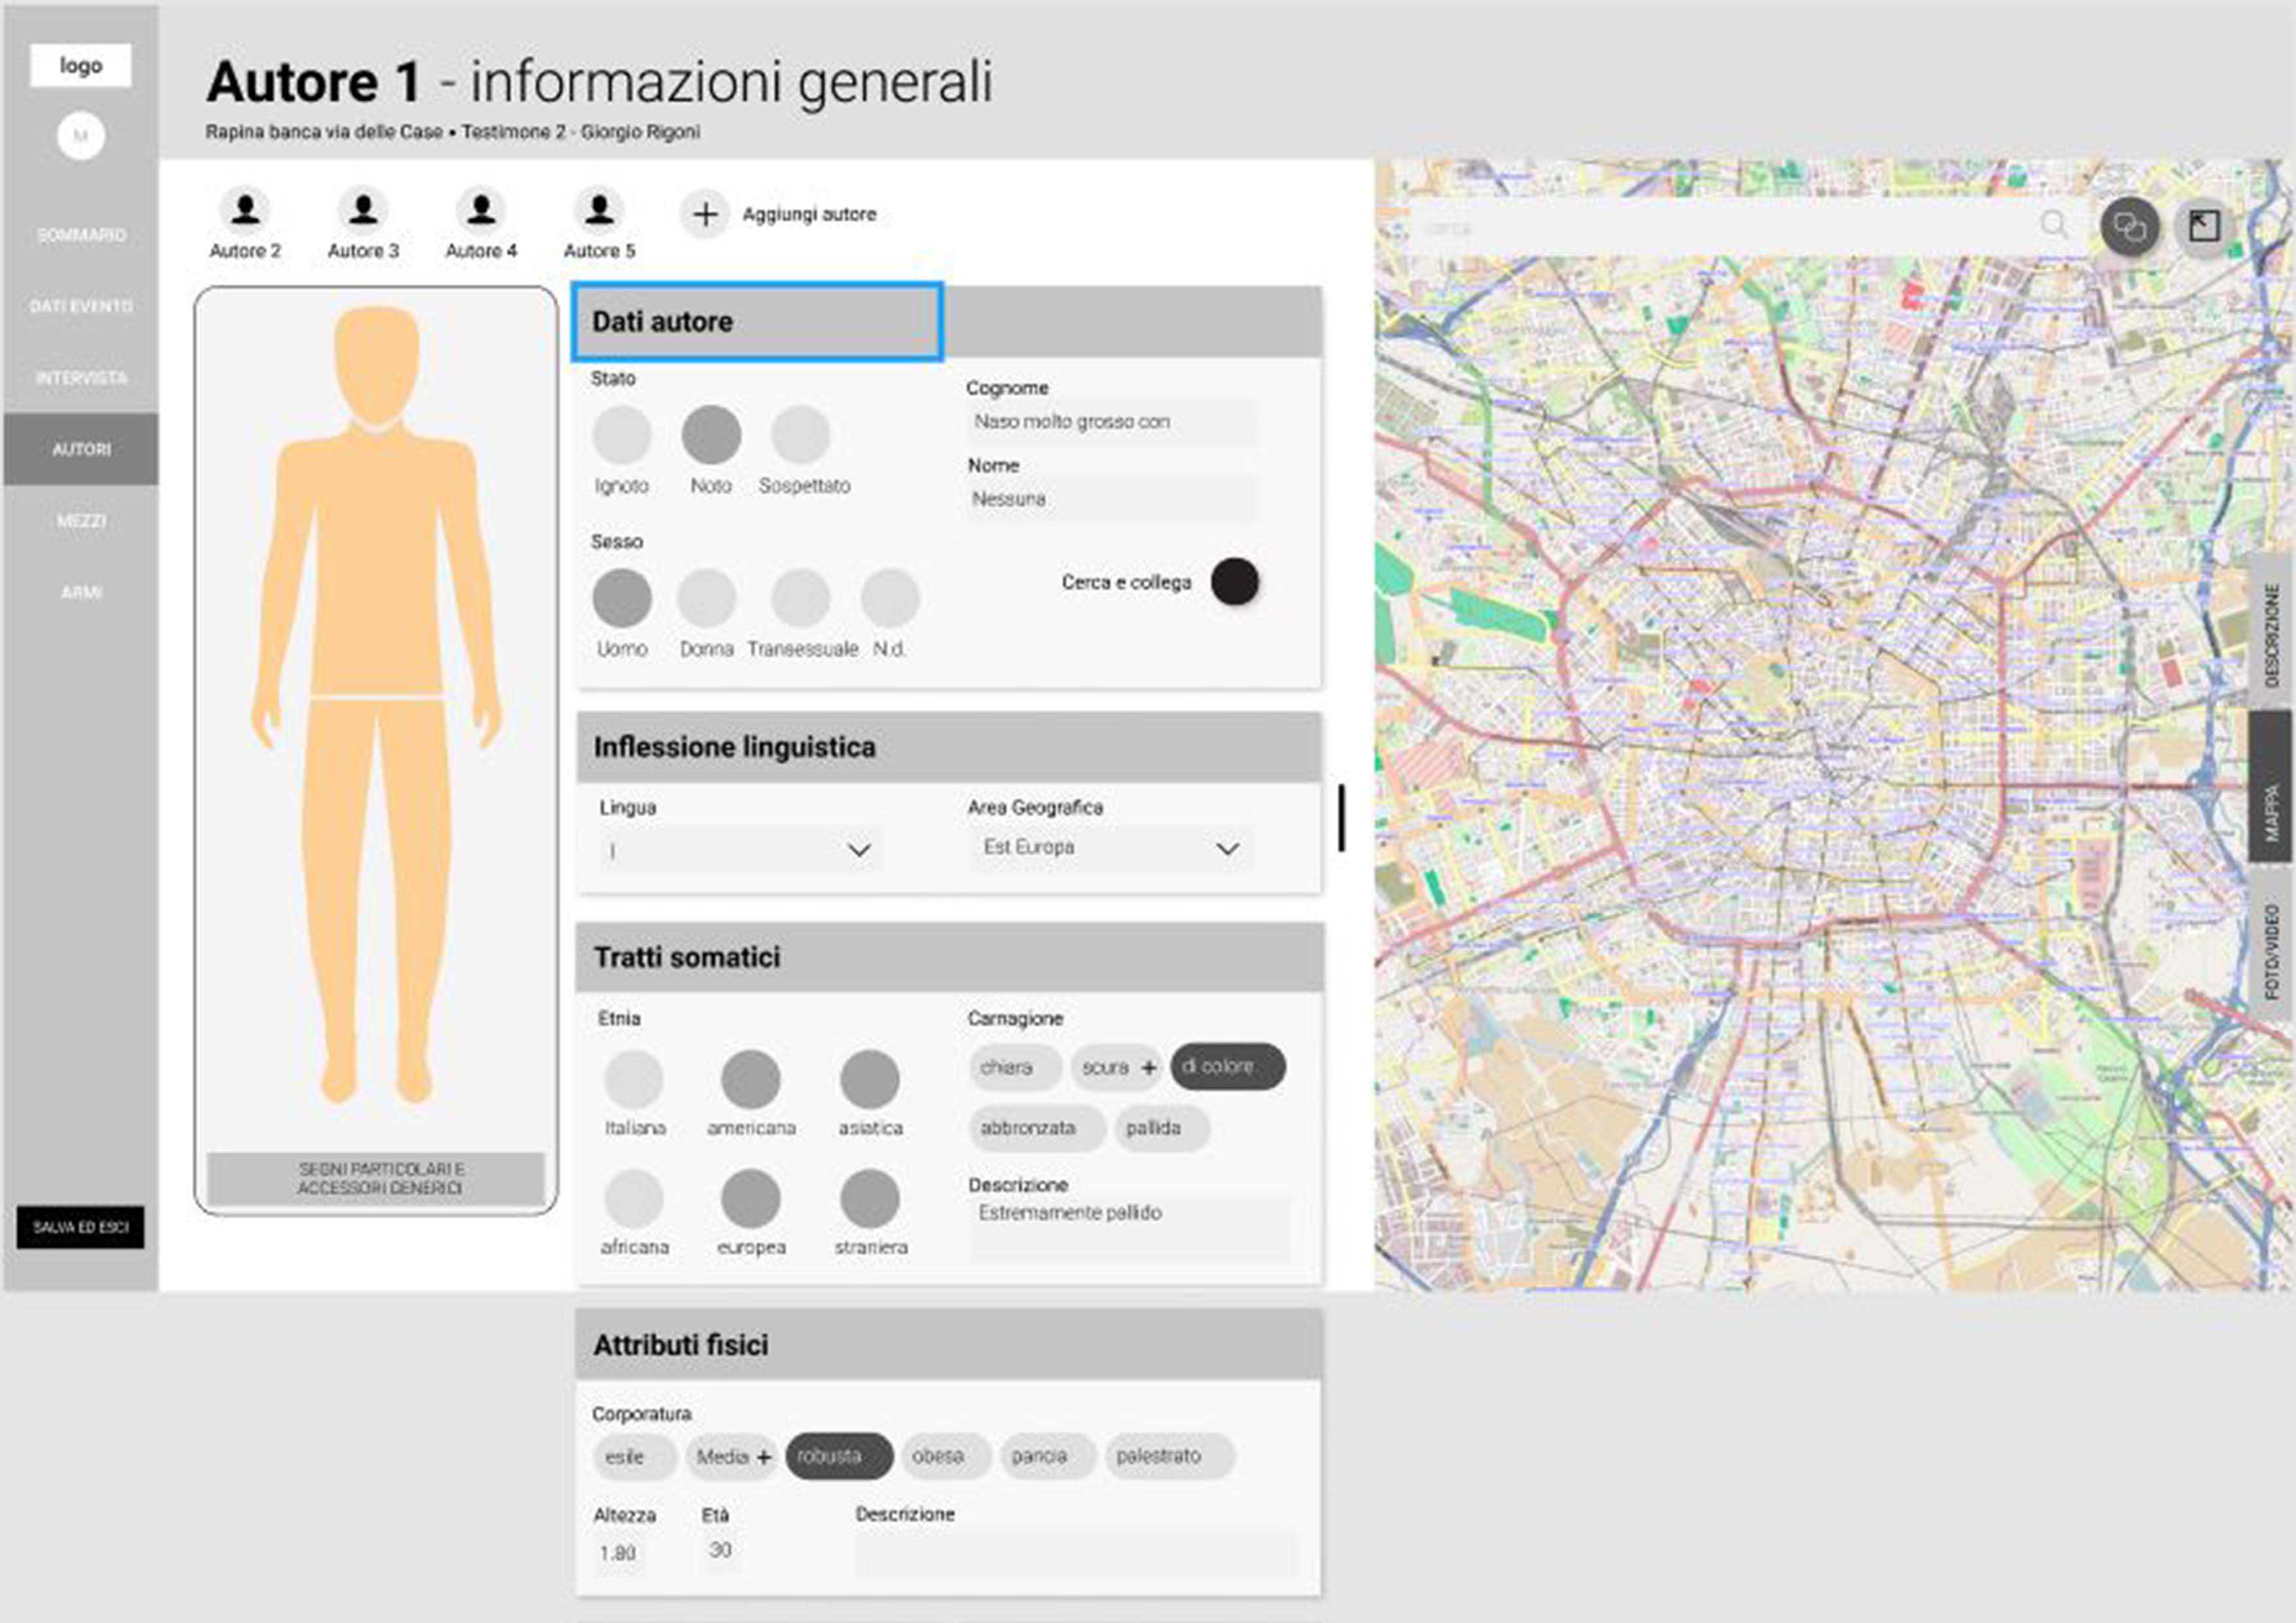 logo
M
SOMMARIO
DATI EVENTO
INTERVISTA
AUTORI
MEZZI
ARMI
SALVA ED ESCI
Autore 1 - informazioni generali
Rapina banca via delle Case • Testimone 2 - Giorgio Rigoni
Autore 2
Autore 3
Autore 4
Autore 5
Aggiungi autore
SEGNI PARTICOLARI E
ACCESSORI GENERICI
Dati autore
Stato
Ignoto
Noto
Sospettato
Sesso
Uomo
Donna
Transessuale
N.d.
Cognome
Naso molto grosso con
Nome
Nessuna
Cerca e collega
Inflessione linguistica
Lingua
Area Geografica
Est Europa
Tratti somatici
Etnia
Italiana
americana
asiatica
africana
europea
straniera
Carnagione
chiara
scura +
di colore
abbronzata
pallida
Descrizione
Estremamente pallido
Attributi fisici
Corporatura
esile
Media +
robusta
obesa
pancia
palestrato
Altezza
1.80
Età
30
Descrizione
cerca
DESCRIZIONE
MAPPA
FOTO/VIDEO